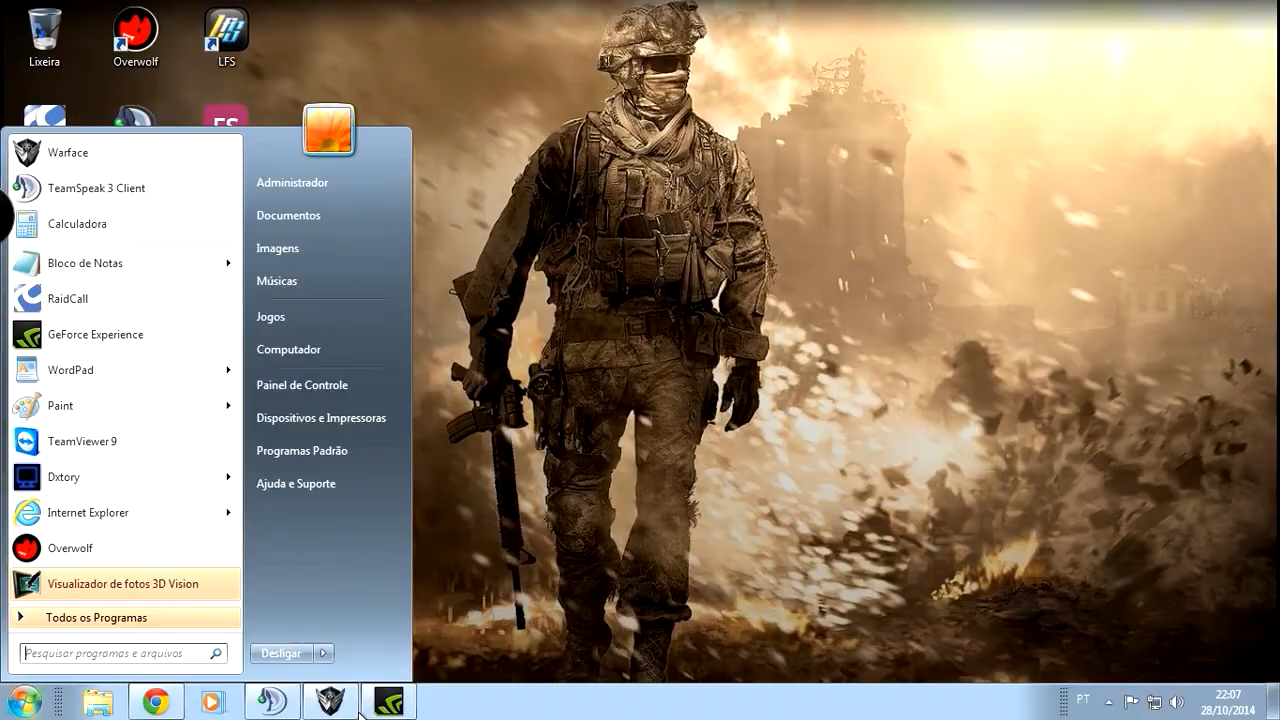 Lixeira
Overwolf
LFS
FS
Warface
TeamSpeak 3 Client
Calculadora
Bloco de Notas
RaidCall
GeForce Experience
WordPad
Paint
TeamViewer 9
Dxtory
Internet Explorer
Overwolf
Visualizador de fotos 3D Vision
Todos os Programas
Pesquisar programas e arquivos
Administrador
Documentos
Imagens
Músicas
Jogos
Computador
Painel de Controle
Dispositivos e Impressoras
Programas Padrão
Ajuda e Suporte
Desligar
PT
22:07
28/10/2014